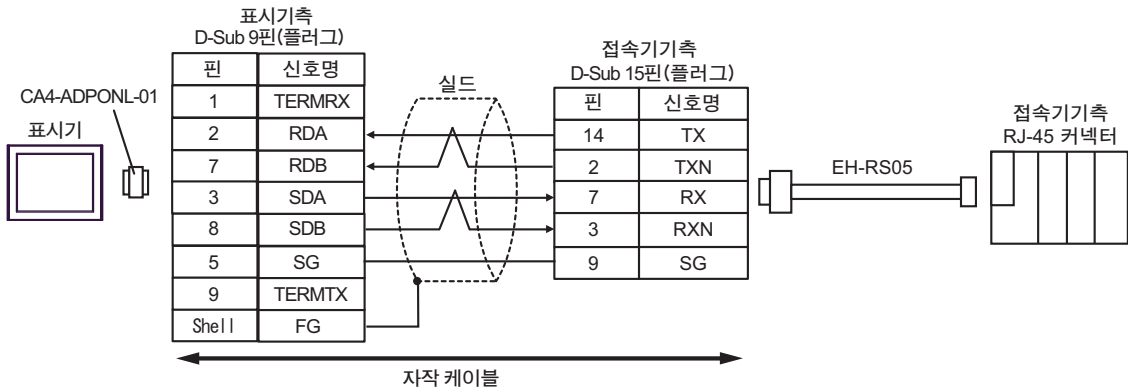 표시기측
D-Sub 9핀(플러그)
접속기기측
D-Sub 15핀(플러그)
실드
CA4-ADPONL-01
표시기
접속기기측
RJ-45 커넥터
EH-RS05
핀 신호명
1 TERMRX
2 RDA
7 RDB
3 SDA
8 SDB
5 SG
9 TERMTX
Shell FG
핀 신호명
14 TX
2 TXN
7 RX
3 RXN
9 SG
자작 케이블